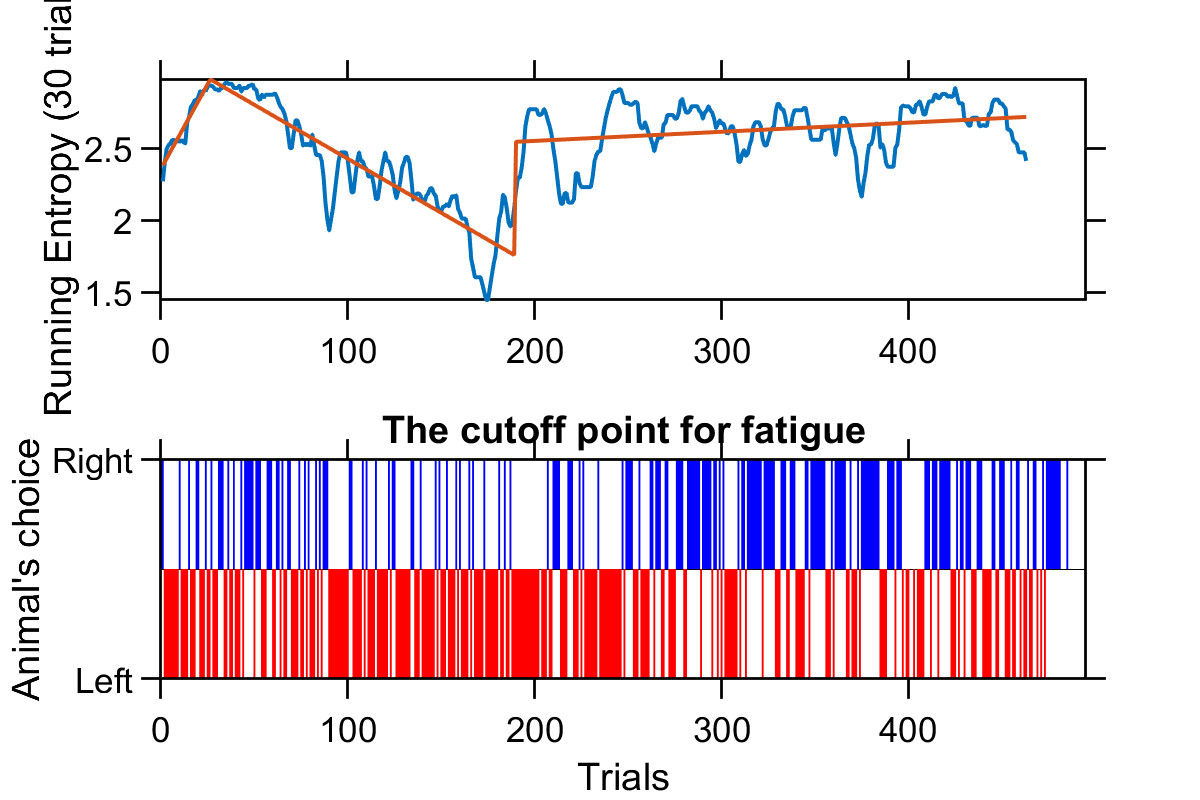 Running Entropy (30 trial
2.5
2
1.5
0 100 200 300 400
The cutoff point for fatigue
Animal's choice
Right
Left
0 100 200 300 400
Trials